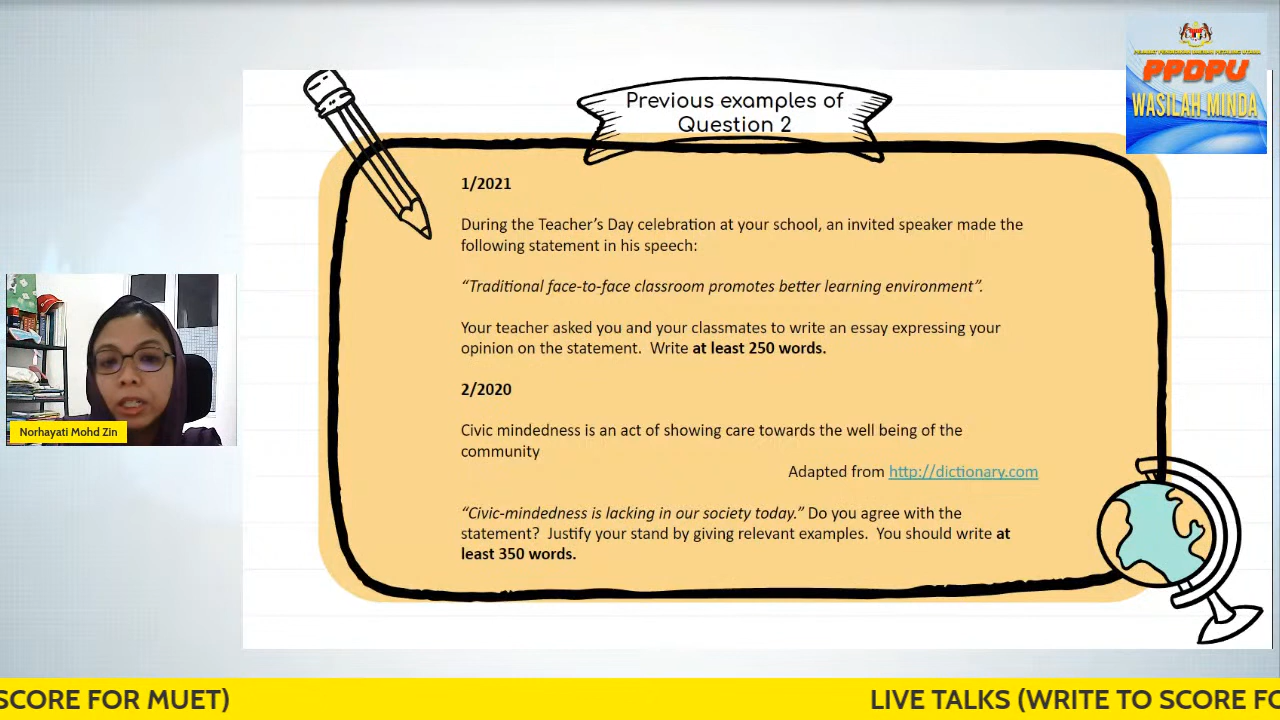 PEJABAT PENDIDIKAN DAERAH PETALING UTAMA
PPDPU
WASILAH MINDA
Previous examples of
Question 2
1/2021
During the Teacher’s Day celebration at your school, an invited speaker made the
following statement in his speech:
“Traditional face-to-face classroom promotes better learning environment”.
Your teacher asked you and your classmates to write an essay expressing your
opinion on the statement.  Write at least 250 words.
2/2020
Civic mindedness is an act of showing care towards the well being of the
community
Adapted from http://dictionary.com
“Civic-mindedness is lacking in our society today.” Do you agree with the
statement?  Justify your stand by giving relevant examples.  You should write at
least 350 words.
Norhayati Mohd Zin
SCORE FOR MUET)
LIVE TALKS (WRITE TO SCORE FO